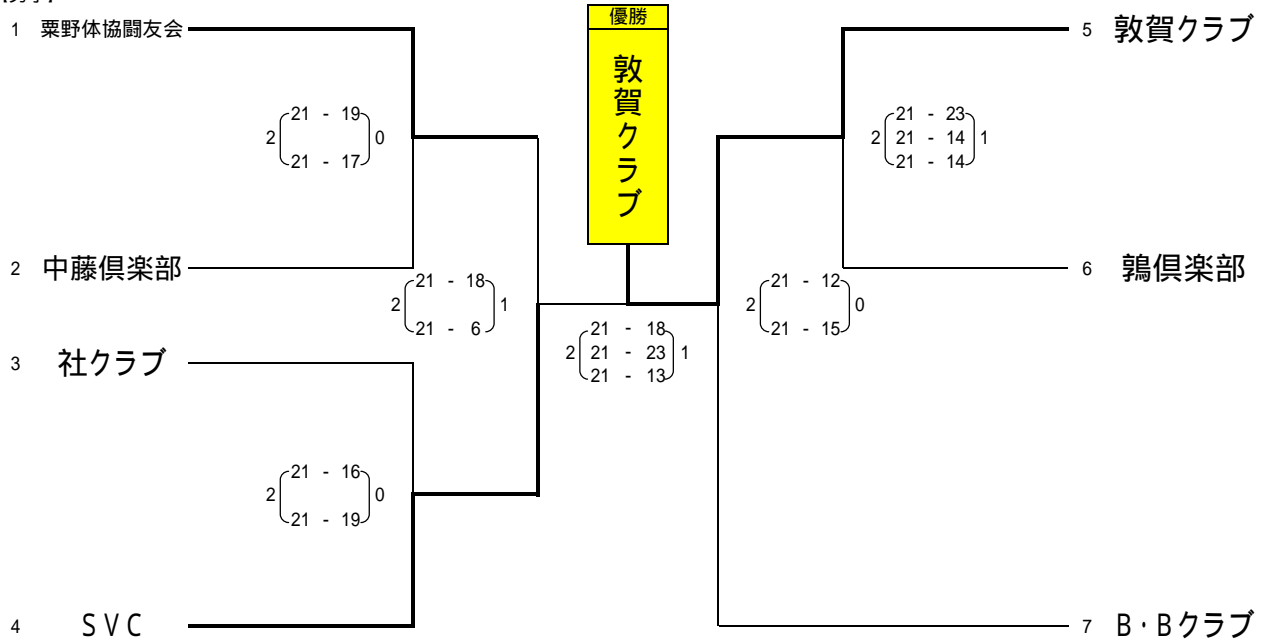 優勝
敦賀クラブ
1 粟野体協闘友会
21 - 19
2 0
21 - 17
2 中藤倶楽部
21 - 18
2 1
21 - 6
3 社クラブ
21 - 16
2 0
21 - 19
4 SVC
21 - 18
2 21 - 23 1
21 - 13
5 敦賀クラブ
21 - 23
2 21 - 14 1
21 - 14
6 鶉倶楽部
21 - 12
2 0
21 - 15
7 B・Bクラブ